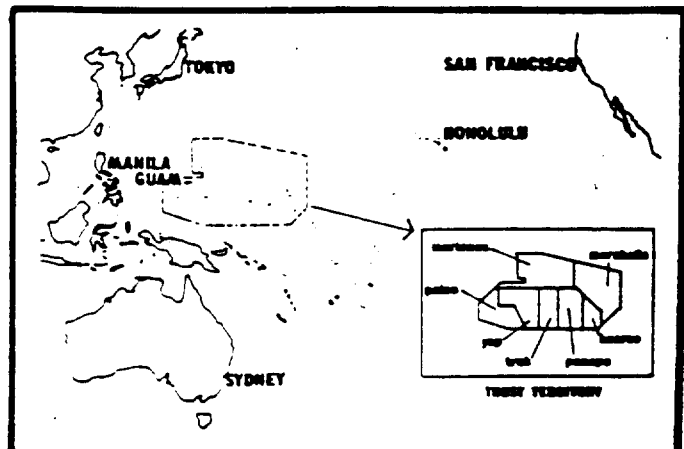 TOKYO
SAN FRANCISCO
HONOLULU
MANILA
GUAM
marianas
marshalls
palau
yap
truk
ponape
kosrae
TRUST TERRITORY
SYDNEY